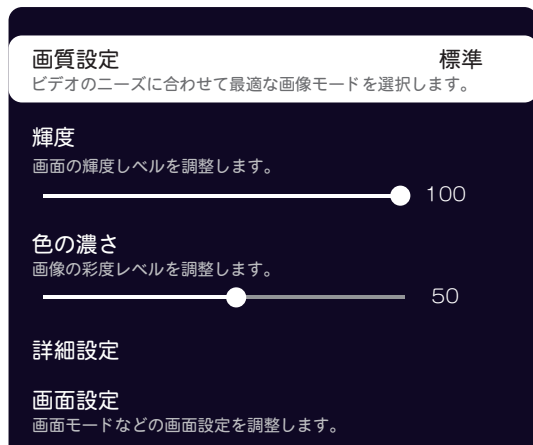 画質設定 標準
ビデオのニーズに合わせて最適な画像モードを選択します。
輝度
画面の輝度レベルを調整します。
100
色の濃さ
画像の彩度レベルを調整します。
50
詳細設定
画面設定
画面モードなどの画面設定を調整します。